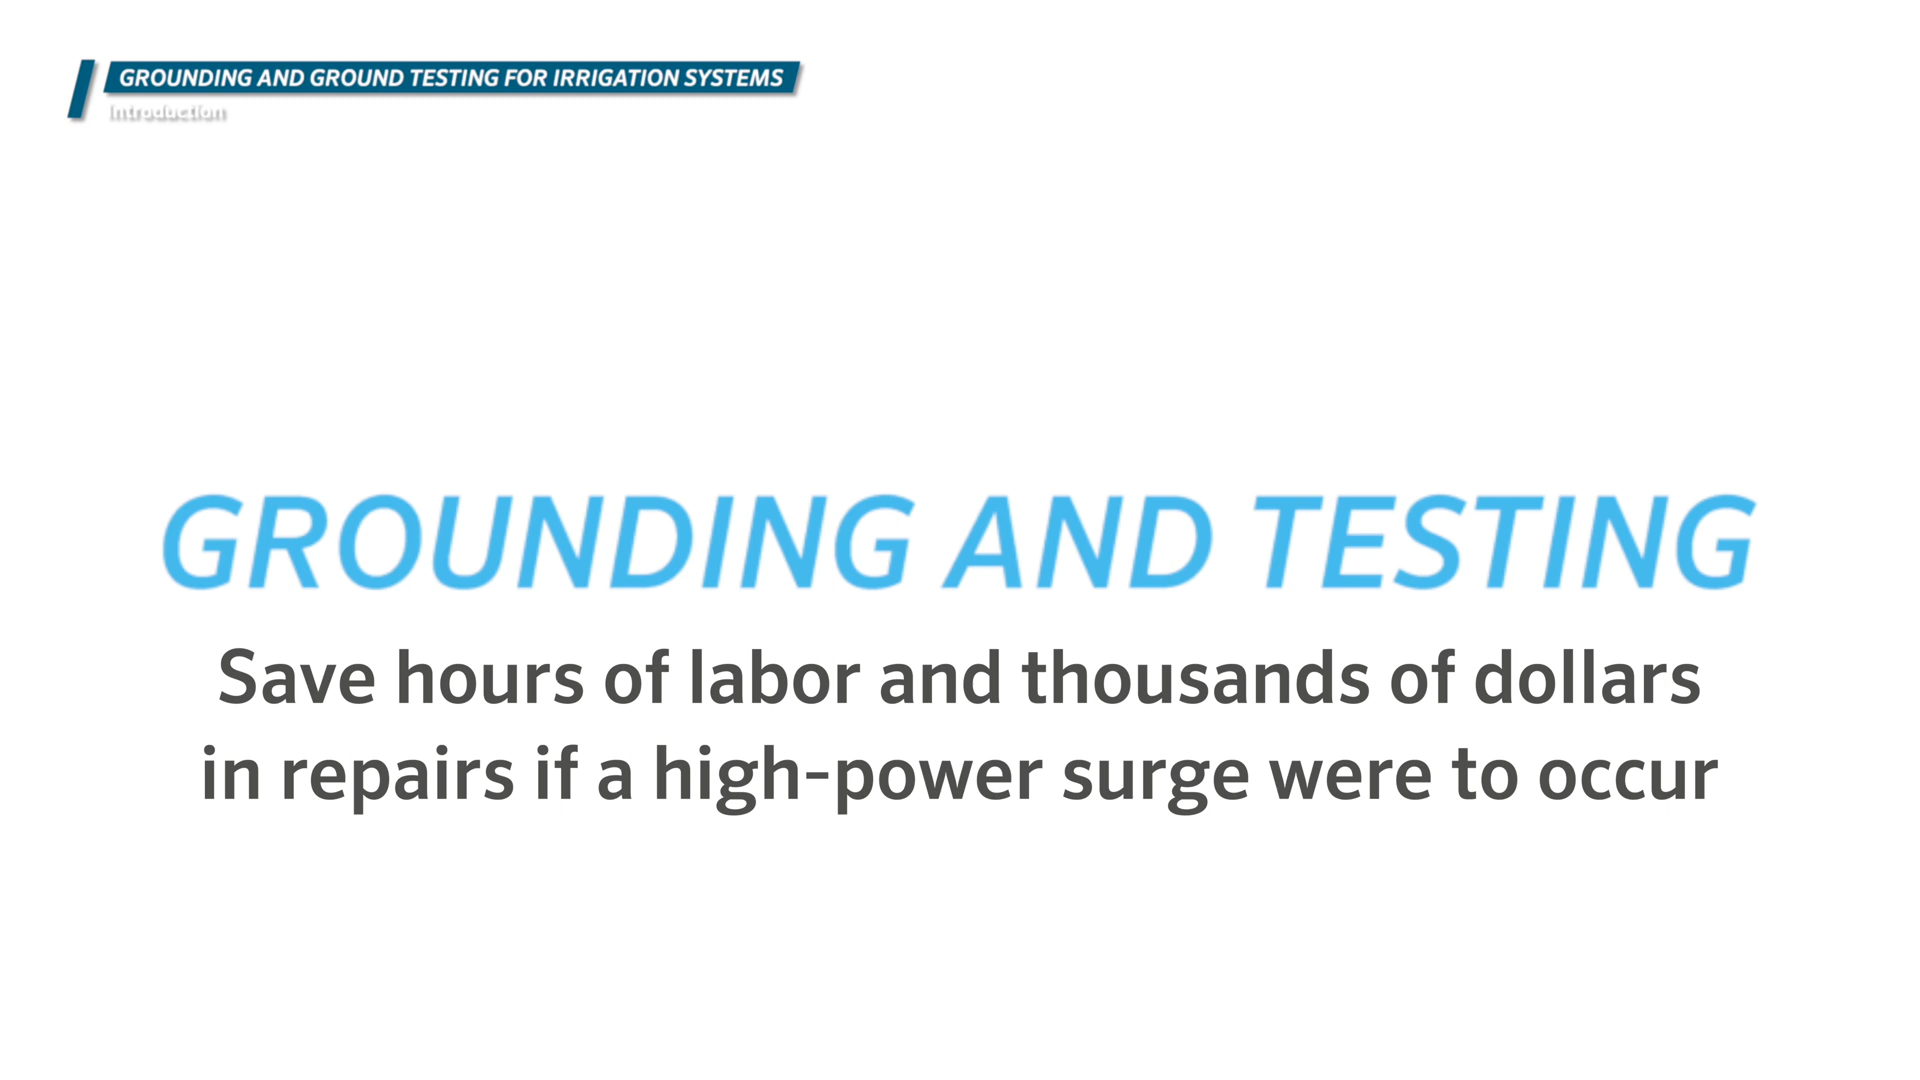 GROUNDING AND GROUND TESTING FOR IRRIGATION SYSTEMS
Introduction
GROUNDING AND TESTING
Save hours of labor and thousands of dollars
in repairs if a high-power surge were to occur